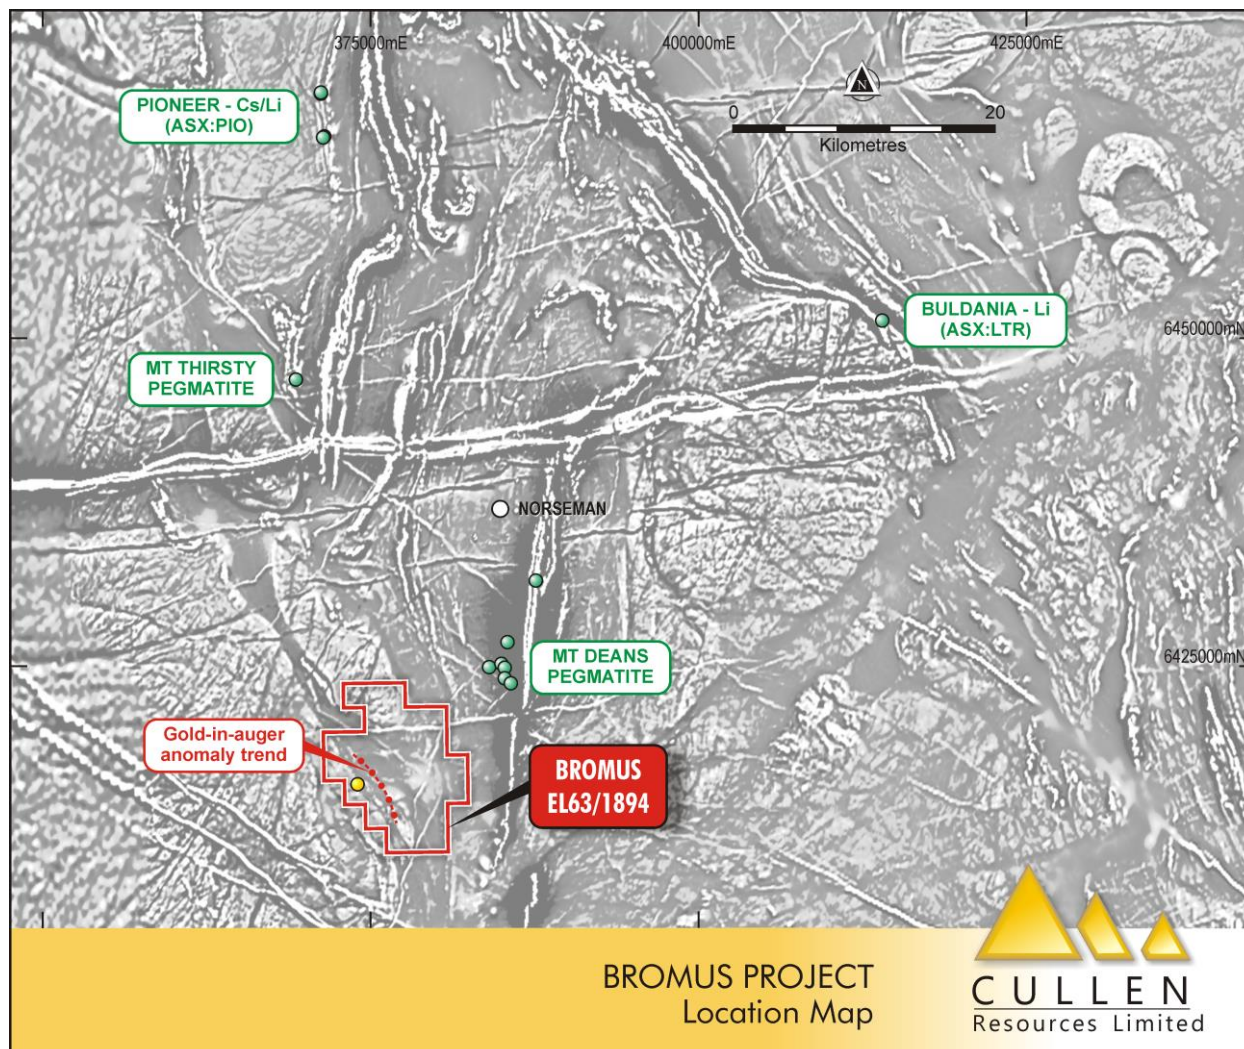 375000mE
400000mE
425000mE
PIONEER - Cs/Li
(ASX:PIO)
N
0
20
Kilometres
BULDANIA - Li
(ASX:LTR)
6450000mN
MT THIRSTY
PEGMATITE
NORSEMAN
MT DEANS
PEGMATITE
6425000mN
Gold-in-auger
anomaly trend
BROMUS
EL63/1894
BROMUS PROJECT
Location Map
CULLEN
Resources Limited